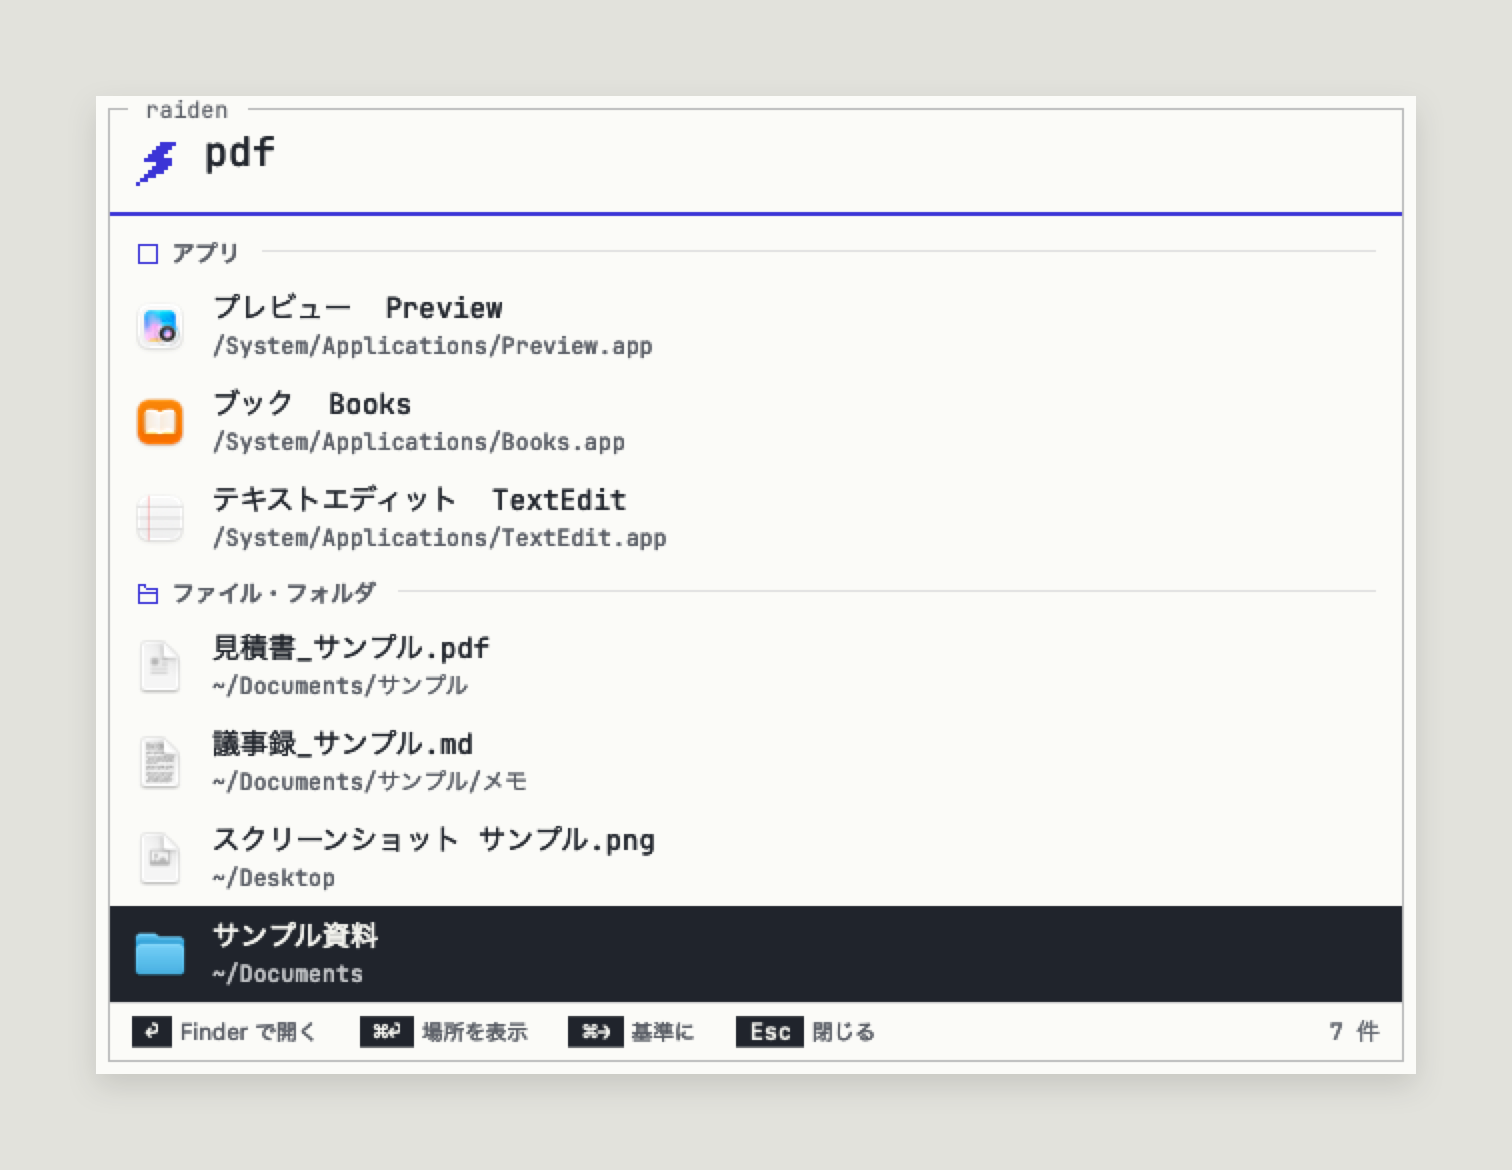 raiden
pdf
アプリ
プレビュー Preview
/System/Applications/Preview.app
ブック Books
/System/Applications/Books.app
テキストエディット TextEdit
/System/Applications/TextEdit.app
ファイル・フォルダ
見積書_サンプル.pdf
~/Documents/サンプル
議事録_サンプル.md
~/Documents/サンプル/メモ
スクリーンショット サンプル.png
~/Desktop
サンプル資料
~/Documents
⏎ Finder で開く ⌘⏎ 場所を表示 ⌘→ 基準に Esc 閉じる 7 件